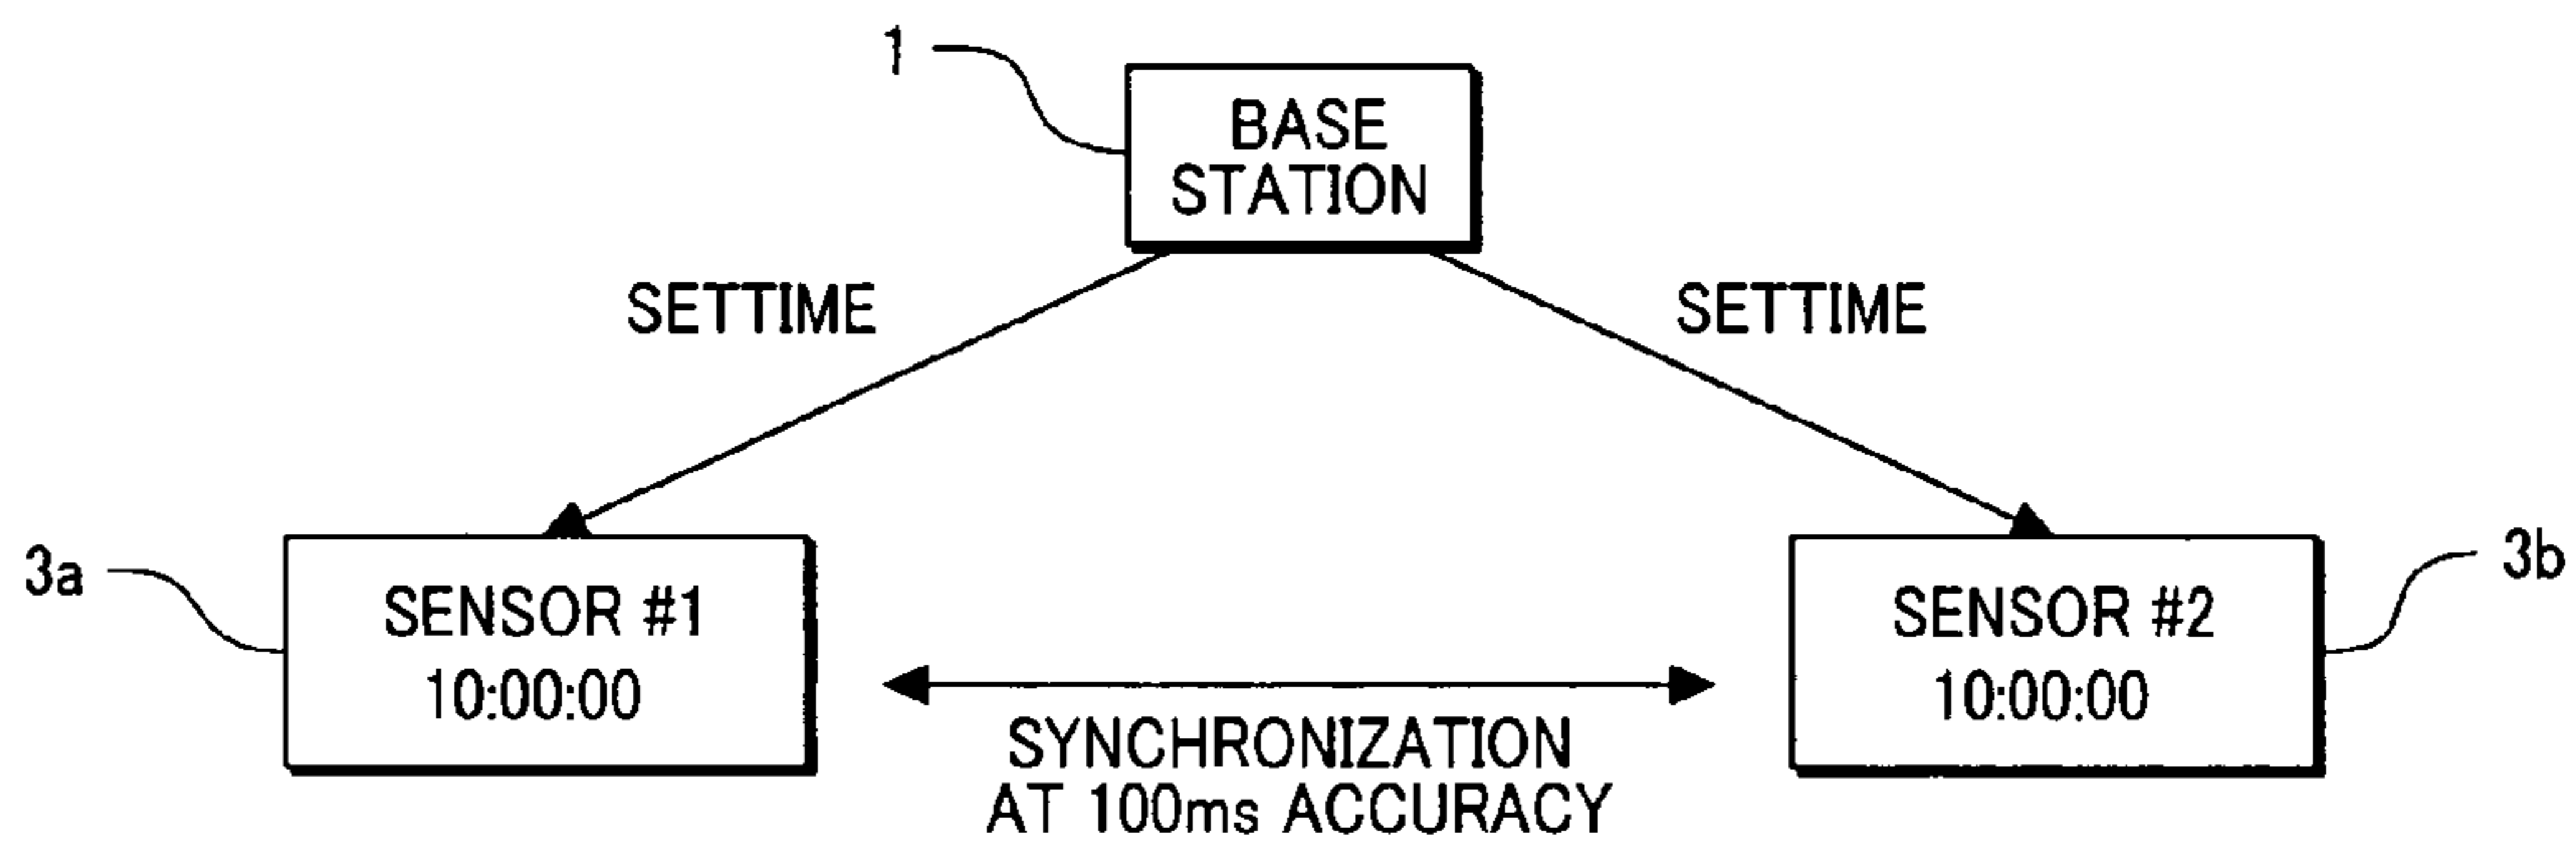 1
BASE
STATION
SETTIME
SETTIME
3a
SENSOR #1
10:00:00
3b
SENSOR #2
10:00:00
SYNCHRONIZATION
AT 100ms ACCURACY